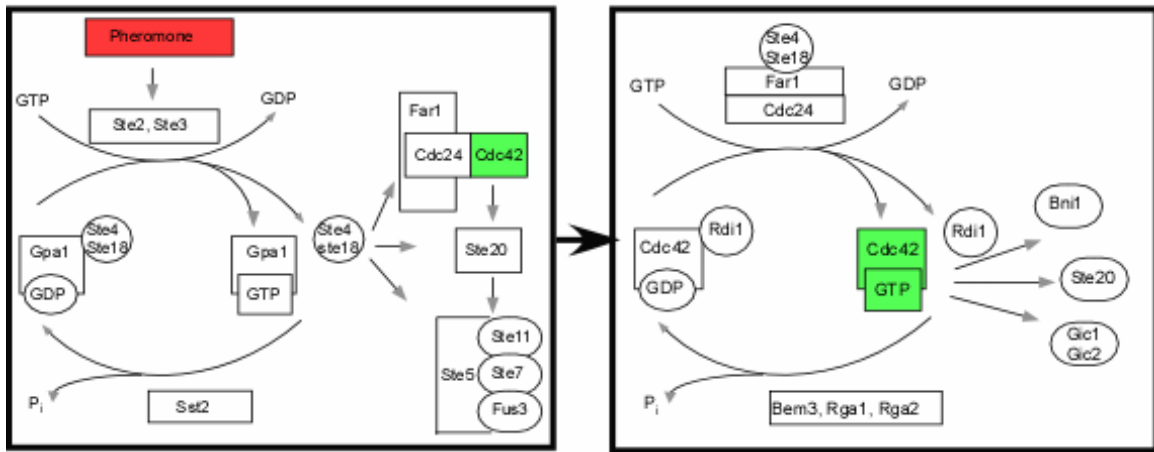 Pheromone
GTP
GDP
Ste2, Ste3
Far1
Cdc24
Cdc42
Ste4
Ste18
Gpa1
GDP
Gpa1
GTP
Ste4
ste18
Ste20
Ste11
Ste5
Ste7
Fus3
Pi
Sst2
Ste4
Ste18
Far1
Cdc24
GTP
GDP
Cdc42
Rdi1
GDP
Cdc42
GTP
Rdi1
Bni1
Ste20
Gic1
Gic2
Pi
Bem3, Rga1, Rga2